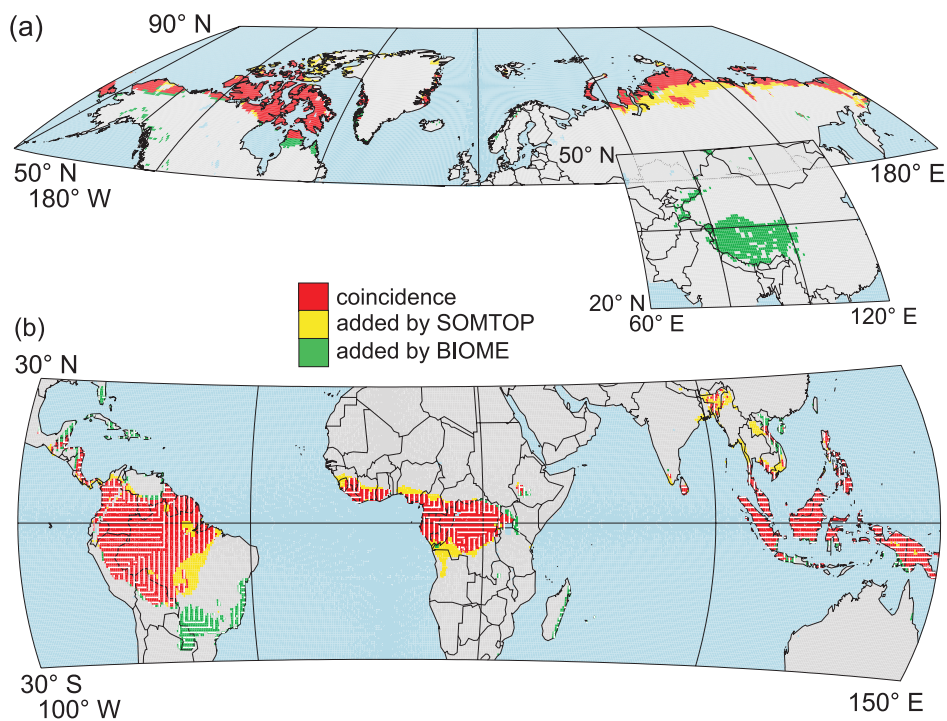 (a)
90° N
50° N
180° W
50° N
180° E
20° N
60° E
120° E
coincidence
added by SOMTOP
added by BIOME
(b)
30° N
30° S
100° W
150° E